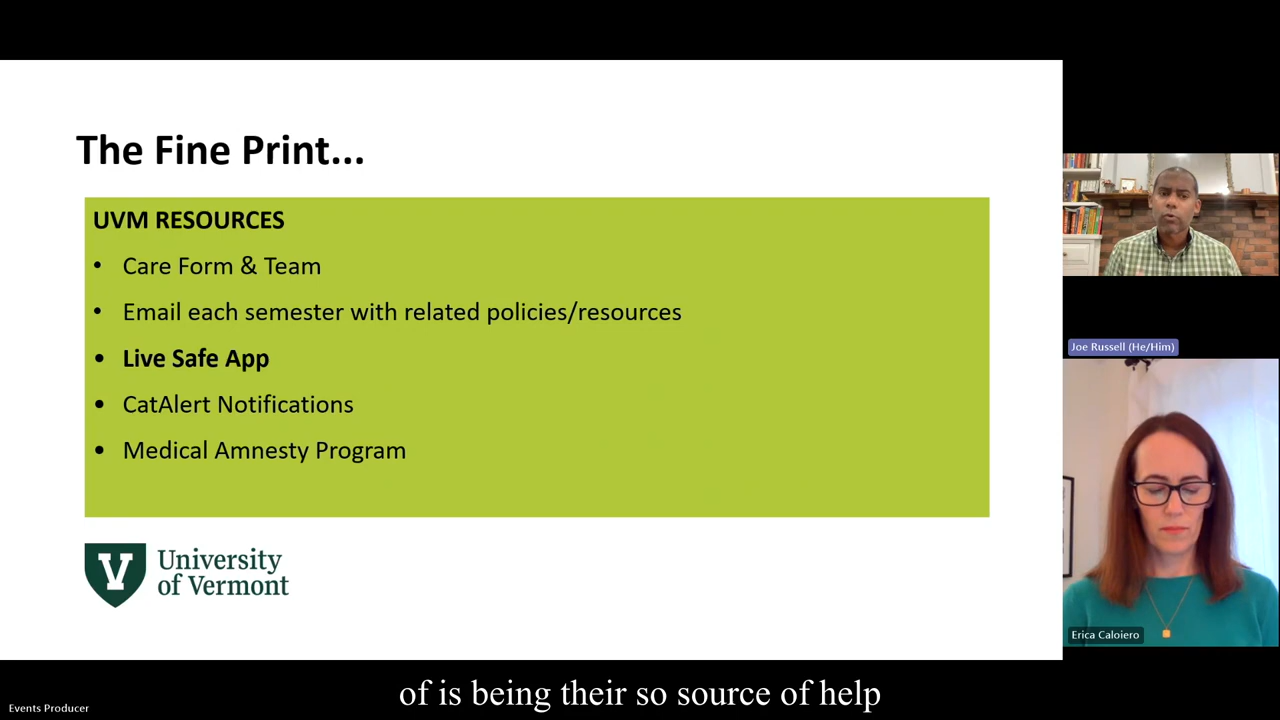 The Fine Print...
UVM RESOURCES
• Care Form & Team
• Email each semester with related policies/resources
• Live Safe App
• CatAlert Notifications
• Medical Amnesty Program
V University
of Vermont
Joe Russell (He/Him)
Erica Caloiero
of is being their so source of help
Events Producer